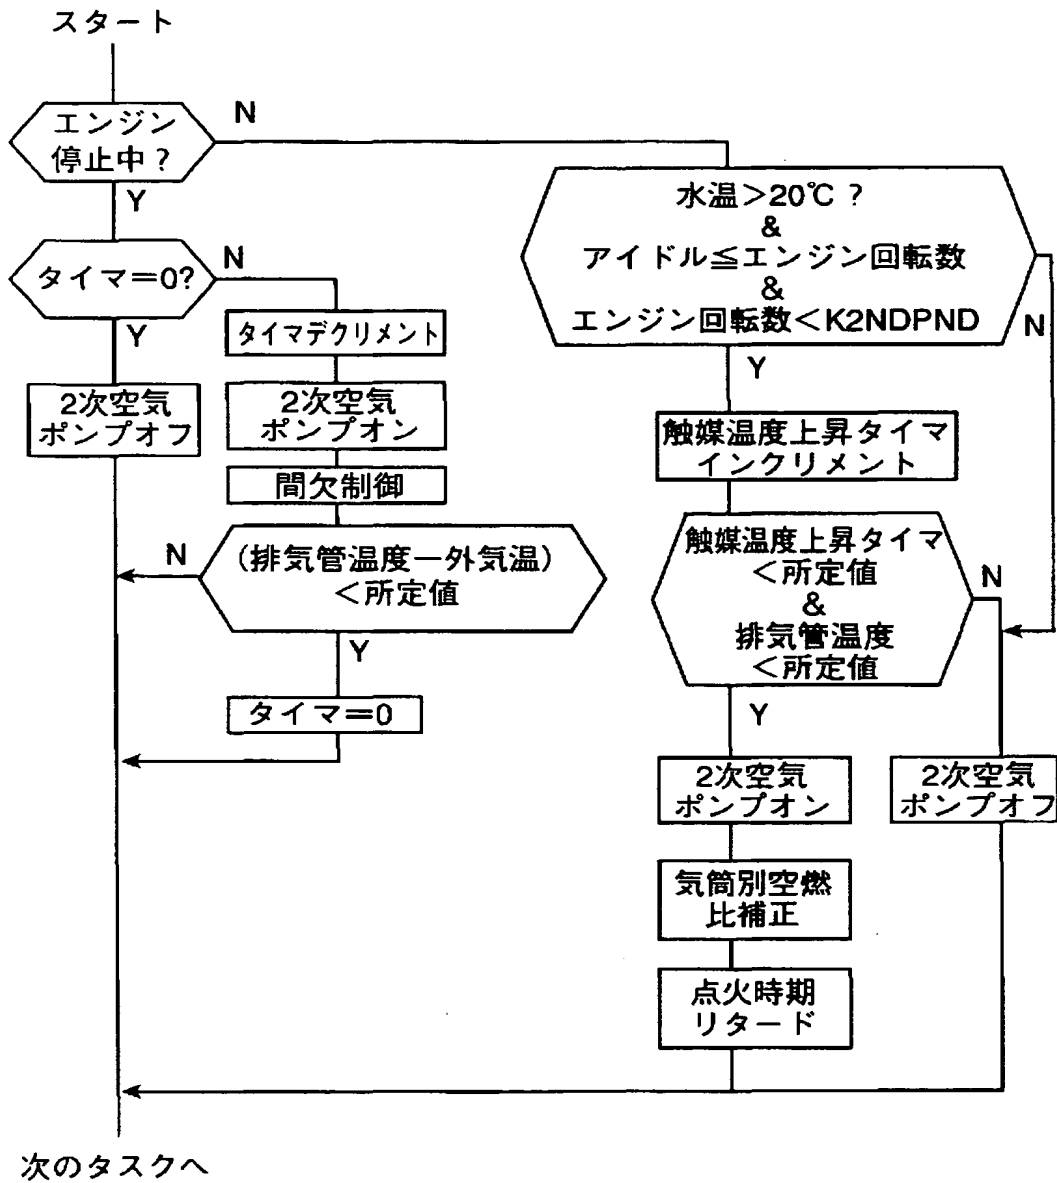 スタート
エンジン
停止中?
N
Y
タイマ=0?
N
Y
2次空気
ポンプオフ
タイマデクリメント
2次空気
ポンプオン
間欠制御
(排気管温度-外気温)
<所定値
N
Y
タイマ=0
水温>20℃?
&
アイドル≦エンジン回転数
&
エンジン回転数<K2NDPND
N
Y
触媒温度上昇タイマ
インクリメント
触媒温度上昇タイマ
<所定値
&
排気管温度
<所定値
N
Y
2次空気
ポンプオン
気筒別空燃
比補正
点火時期
リタード
2次空気
ポンプオフ
次のタスクへ